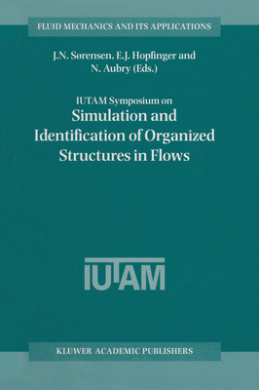 FLUID MECHANICS AND ITS APPLICATIONS
J.N. Sørensen, E.J. Hopfinger and
N. Aubry (Eds.)
IUTAM Symposium on
Simulation and
Identification of Organized
Structures in Flows
IUTAM
KLUWER ACADEMIC PUBLISHERS